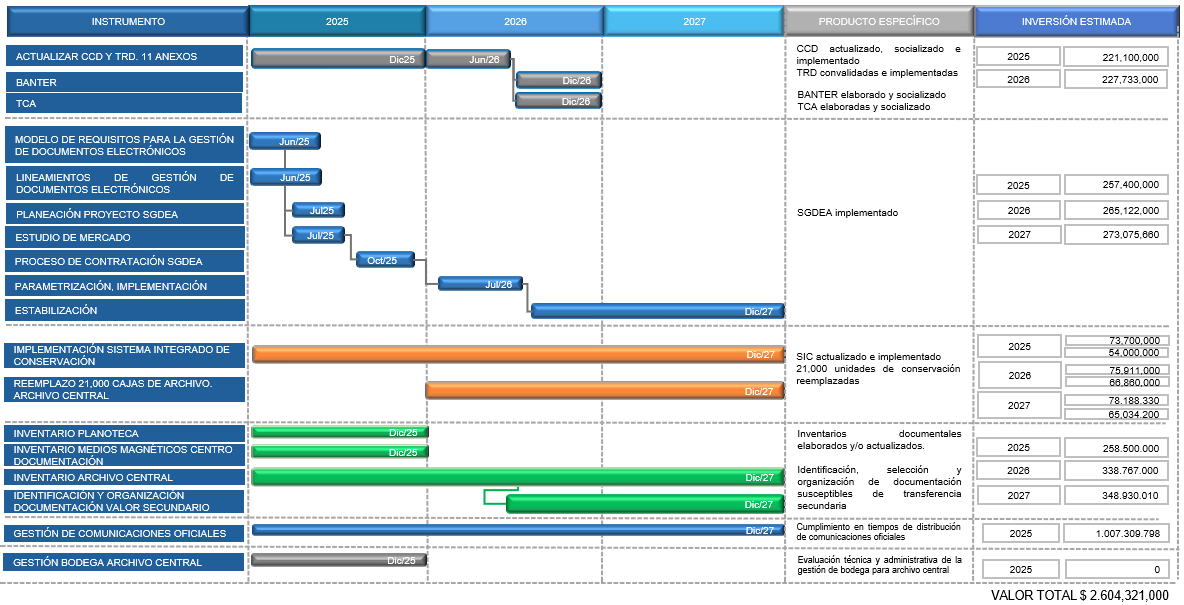 INSTRUMENTO
2025
2026
2027
PRODUCTO ESPECÍFICO
INVERSIÓN ESTIMADA
ACTUALIZAR CCD Y TRD. 11 ANEXOS
Dic25
Jun/26
BANTER
Dic/26
TCA
Dic/26
CCD actualizado, socializado e
implementado
TRD convalidadas e implementadas
BANTER elaborado y socializado
TCA elaboradas y socializado
2025
221,100,000
2026
227,733,000
MODELO DE REQUISITOS PARA LA GESTIÓN
DE DOCUMENTOS ELECTRÓNICOS
Jun/25
LINEAMIENTOS DE GESTIÓN DE
DOCUMENTOS ELECTRÓNICOS
Jun/25
PLANEACIÓN PROYECTO SGDEA
Jul25
ESTUDIO DE MERCADO
Jul/25
PROCESO DE CONTRATACIÓN SGDEA
Oct/25
PARAMETRIZACIÓN, IMPLEMENTACIÓN
Jul/26
ESTABILIZACIÓN
Dic/27
SGDEA implementado
2025
257,400,000
2026
265,122,000
2027
273,075,660
IMPLEMENTACIÓN SISTEMA INTEGRADO DE
CONSERVACIÓN
Dic/27
REEMPLAZO 21,000 CAJAS DE ARCHIVO.
ARCHIVO CENTRAL
Dic/27
SIC actualizado e implementado
21,000 unidades de conservación
reemplazadas
2025
73,700,000
54,000,000
2026
75,911,000
66,860,000
2027
78.188.330
65,034.200
INVENTARIO PLANOTECA
Dic/25
INVENTARIO MEDIOS MAGNÉTICOS CENTRO
DOCUMENTACIÓN
Dic/25
INVENTARIO ARCHIVO CENTRAL
Dic/27
IDENTIFICACIÓN Y ORGANIZACIÓN
DOCUMENTACIÓN VALOR SECUNDARIO
Dic/27
Inventarios documentales
elaborados y/o actualizados.
Identificación, selección y
organización de documentación
susceptibles de transferencia
secundaria
2025
258.500.000
2026
338.767.000
2027
348.930.010
GESTIÓN DE COMUNICACIONES OFICIALES
Dic/27
Cumplimiento en tiempos de distribución
de comunicaciones oficiales
2025
1.007.309.798
GESTIÓN BODEGA ARCHIVO CENTRAL
Dic/25
Evaluación técnica y administrativa de la
gestión de bodega para archivo central
2025
0
VALOR TOTAL $ 2.604,321,000